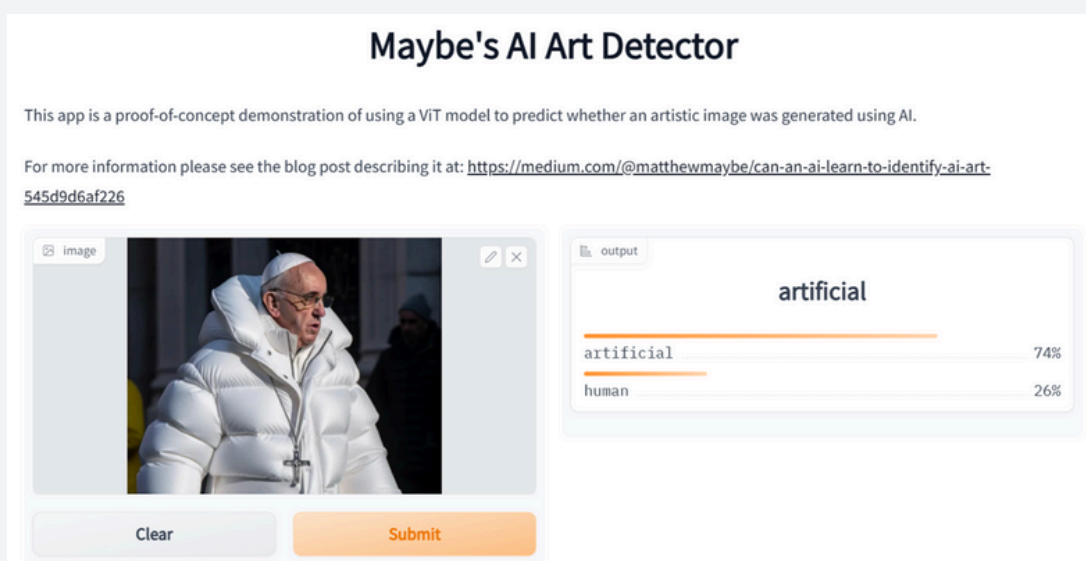 Maybe's AI Art Detector
This app is a proof-of-concept demonstration of using a ViT model to predict whether an artistic image was generated using AI.
For more information please see the blog post describing it at: https://medium.com/@matthewmaybe/can-an-ai-learn-to-identify-ai-art-
545d9d6af226
image
output
artificial
artificial 74%
human 26%
Clear
Submit